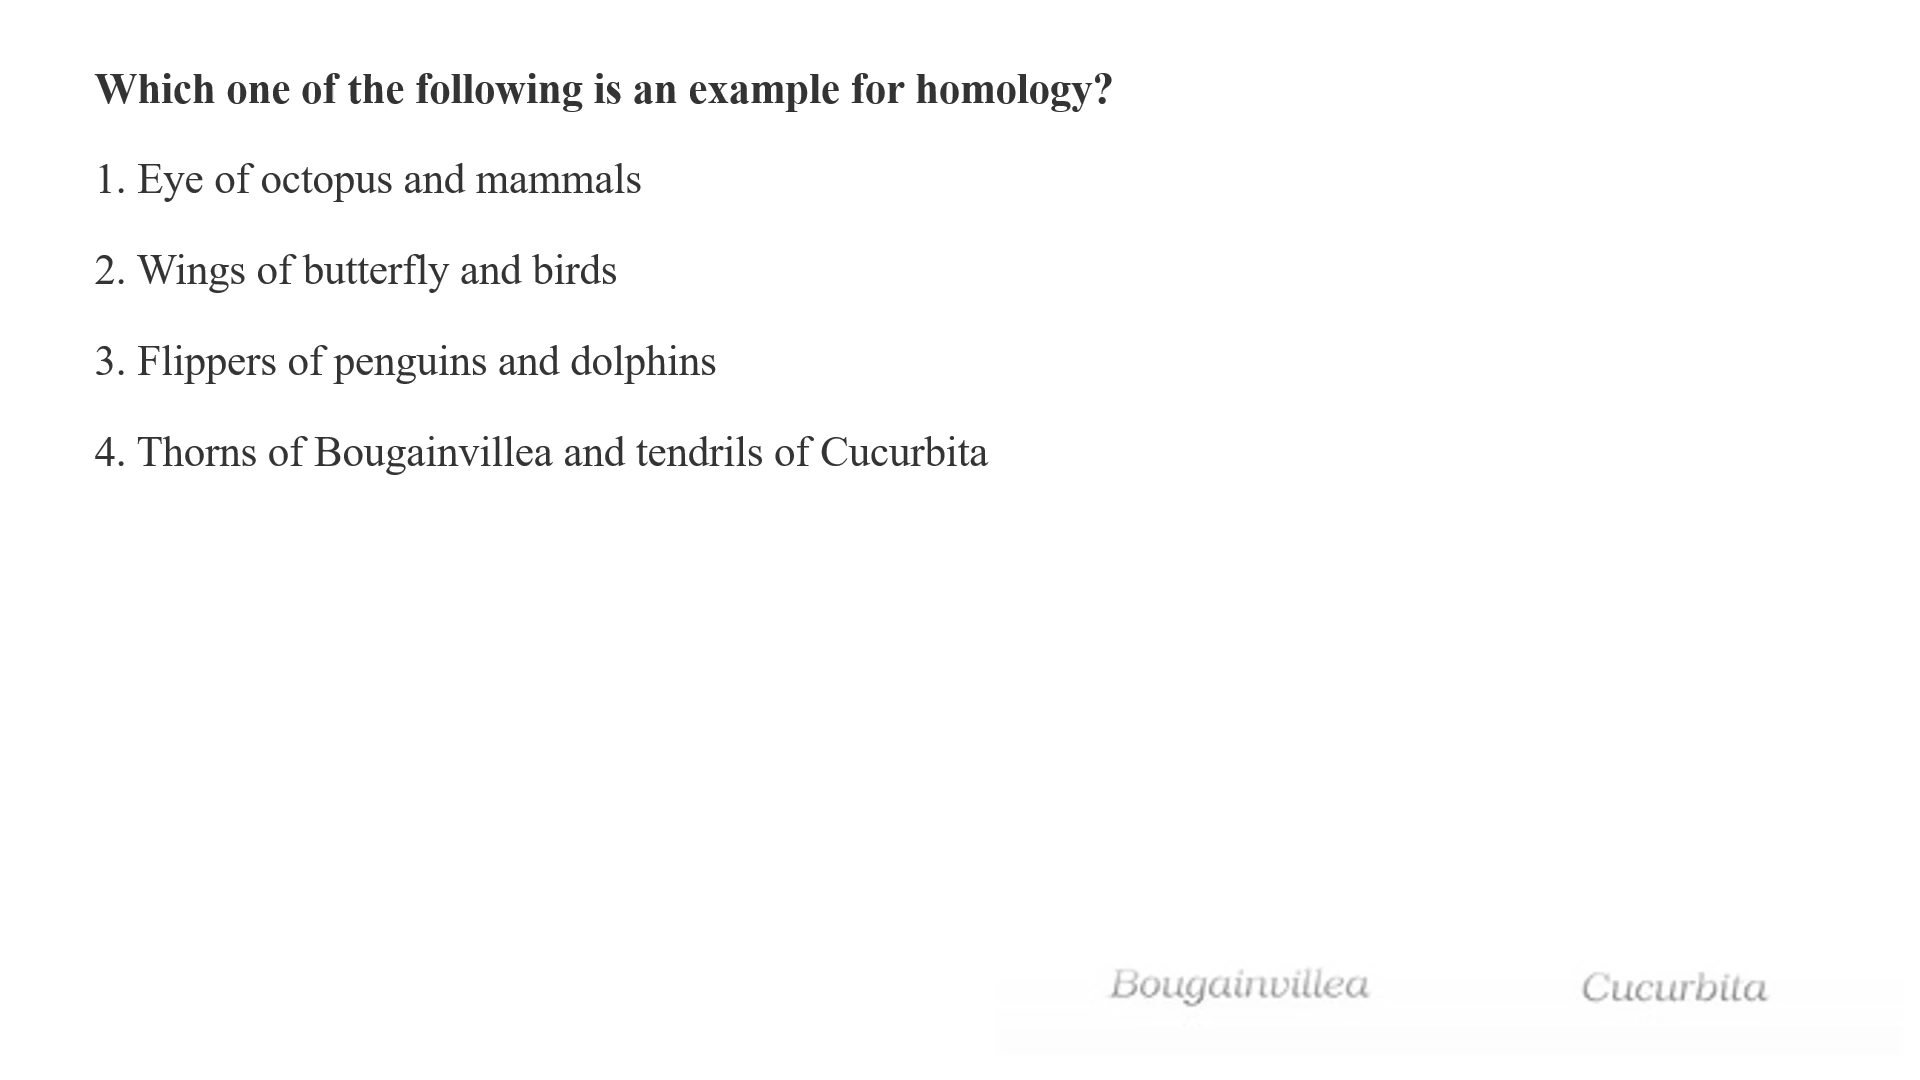 Which one of the following is an example for homology?
1. Eye of octopus and mammals
2. Wings of butterfly and birds
3. Flippers of penguins and dolphins
4. Thorns of Bougainvillea and tendrils of Cucurbita
Bougainvillea Cucurbita